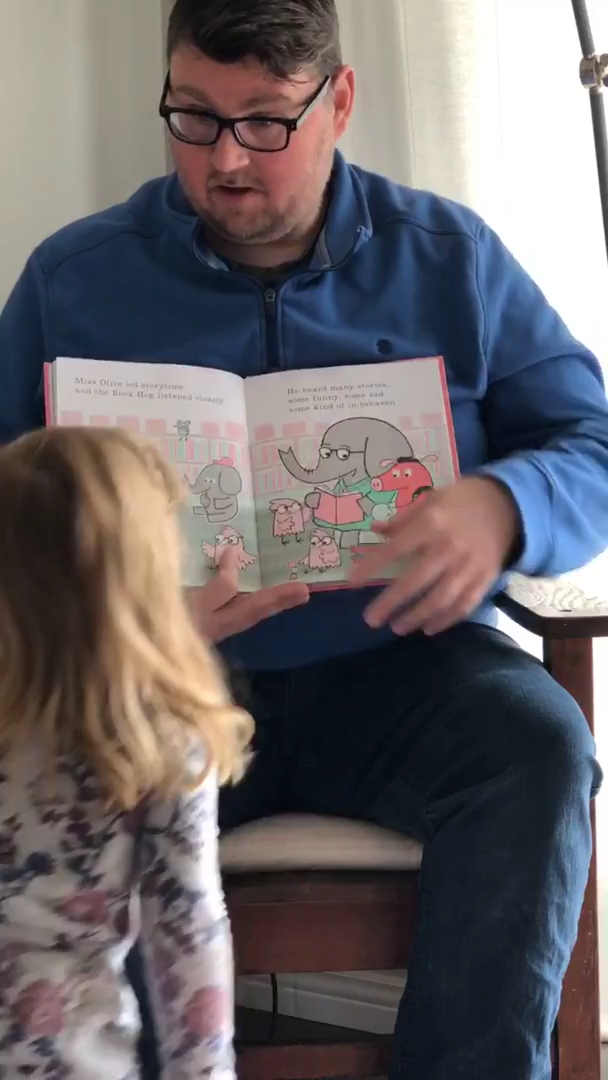 Miss Olive led storytime
and the Book Hog listened closely.
He heard many stories,
some funny, some sad,
some kind of in-between.